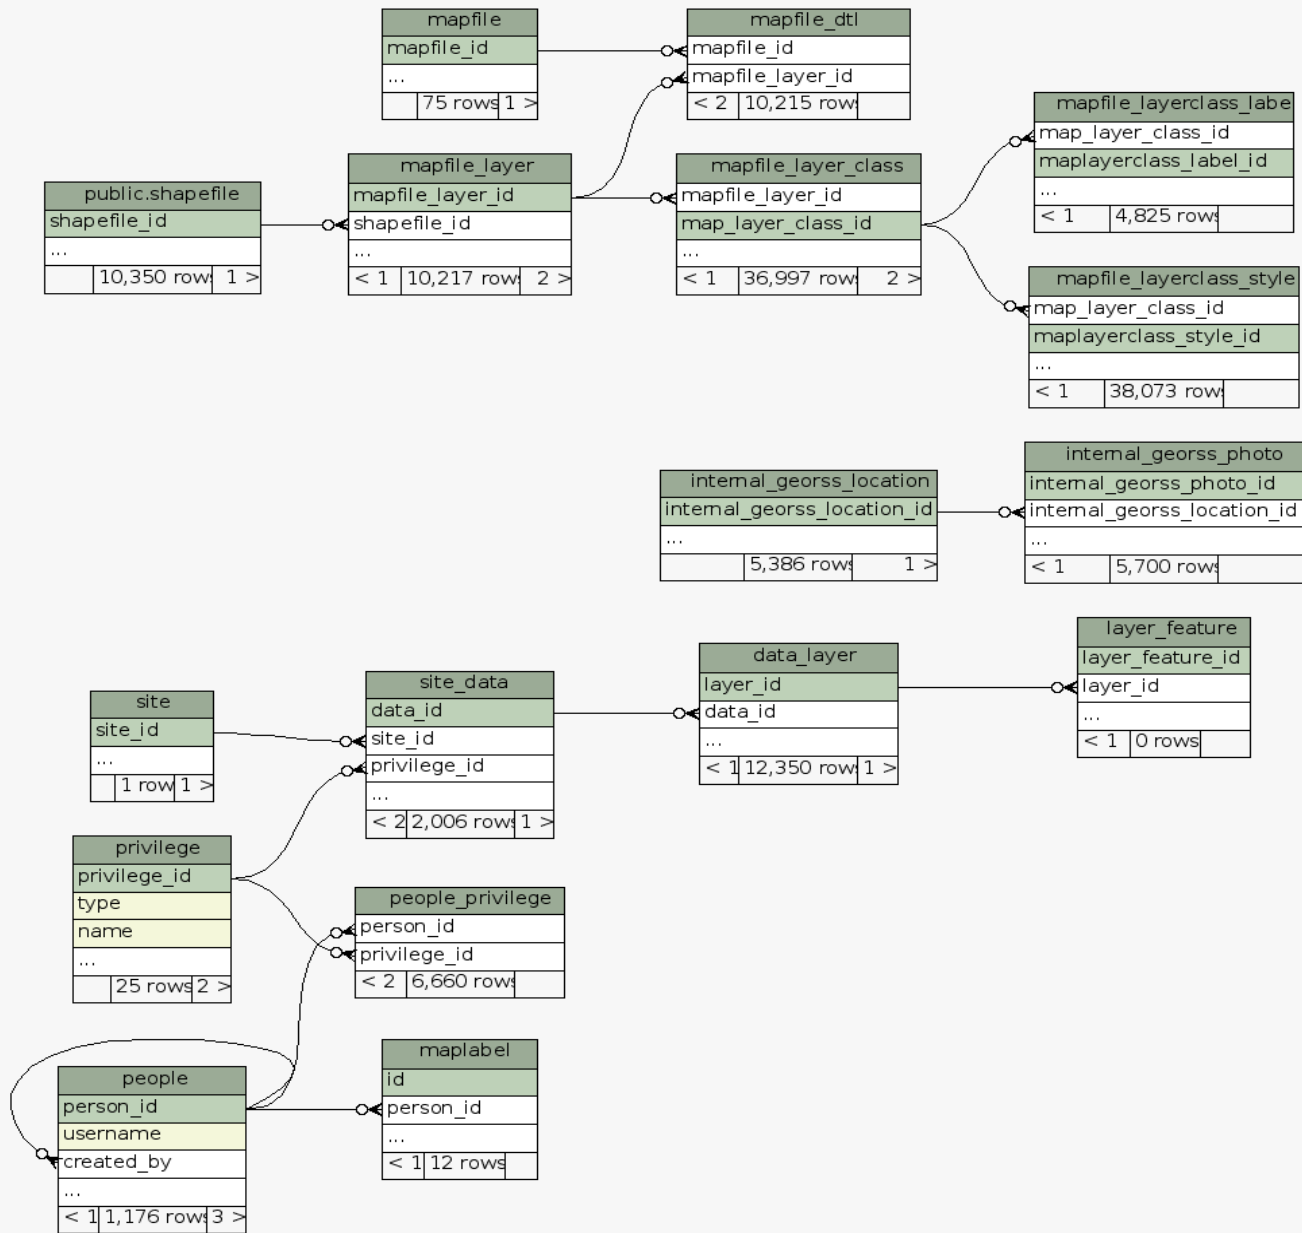 mapfile
mapfile_id
...
75 rows 1 >
mapfile_dtl
mapfile_id
mapfile_layer_id
< 2 10,215 rows
mapfile_layerclass_labe
map_layer_class_id
maplayerclass_label_id
...
< 1 4,825 rows
public.shapefile
shapefile_id
...
10,350 rows 1 >
mapfile_layer
mapfile_layer_id
shapefile_id
...
< 1 10,217 rows 2 >
mapfile_layer_class
mapfile_layer_id
map_layer_class_id
...
< 1 36,997 rows 2 >
mapfile_layerclass_style
map_layer_class_id
maplayerclass_style_id
...
< 1 38,073 rows
internal_georss_location
internal_georss_location_id
...
5,386 rows 1 >
internal_georss_photo
internal_georss_photo_id
internal_georss_location_id
...
< 1 5,700 rows
site
site_id
...
1 row 1 >
site_data
data_id
site_id
privilege_id
...
< 2 2,006 rows 1 >
data_layer
layer_id
data_id
...
< 1 12,350 rows 1 >
layer_feature
layer_feature_id
layer_id
...
< 1 0 rows
privilege
privilege_id
type
name
...
25 rows 2 >
people_privilege
person_id
privilege_id
< 2 6,660 rows
people
person_id
username
created_by
...
< 1 1,176 rows 3 >
maplabel
id
person_id
...
< 1 12 rows